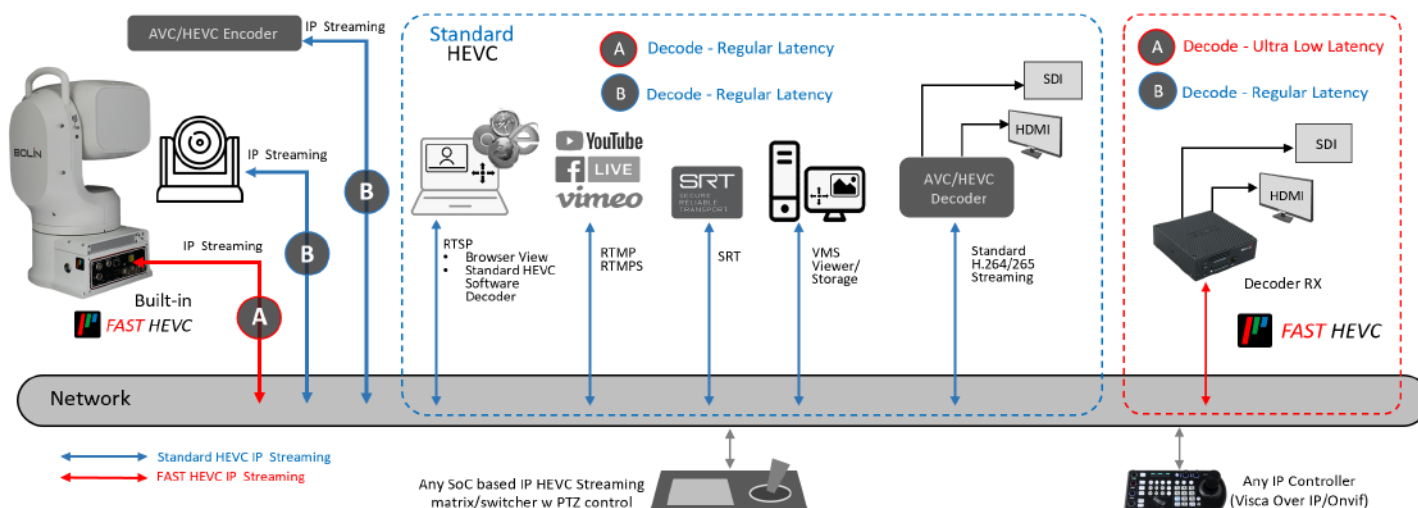 AVC/HEVC Encoder
IP Streaming
BOLIN
IP Streaming
IP Streaming
Built-in
FAST HEVC
A
B
B
Standard
HEVC
A Decode - Regular Latency
B Decode - Regular Latency
YouTube
f LIVE
vimeo
SRT
SECURE
RELIABLE
TRANSPORT
AVC/HEVC
Decoder
SDI
HDMI
RTSP
• Browser View
• Standard HEVC
Software
Decoder
RTMP
RTMPS
SRT
VMS
Viewer/
Storage
Standard
H.264/265
Streaming
A Decode - Ultra Low Latency
B Decode - Regular Latency
SDI
HDMI
Decoder RX
FAST HEVC
Network
Standard HEVC IP Streaming
FAST HEVC IP Streaming
Any SoC based IP HEVC Streaming
matrix/switcher w PTZ control
Any IP Controller
(Visca Over IP/Onvif)